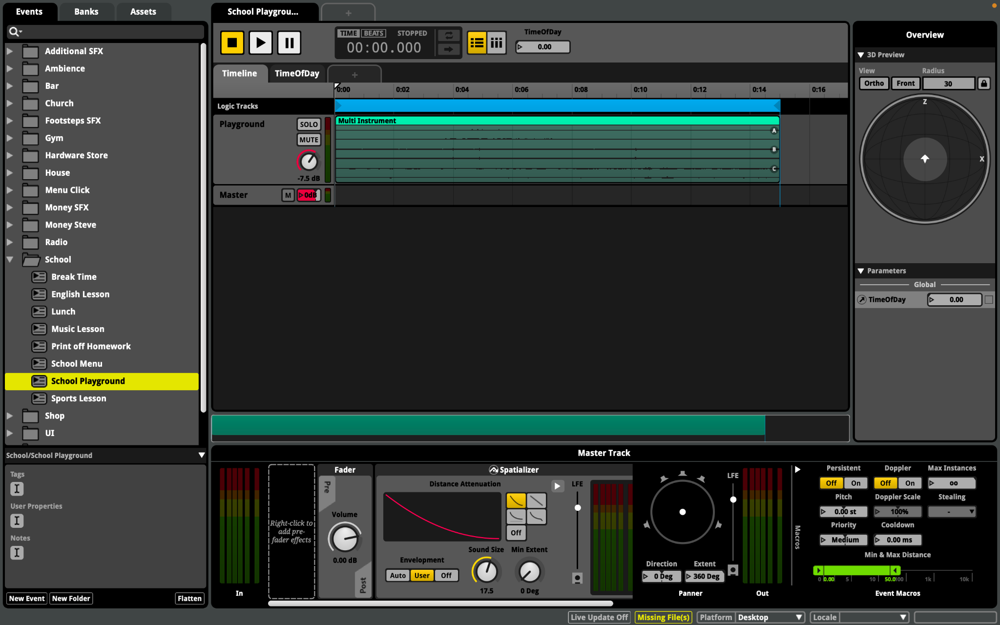 Events
Banks
Assets
Additional SFX
Ambience
Bar
Church
Footsteps SFX
Gym
Hardware Store
House
Menu Click
Money SFX
Money Steve
Radio
School
Break Time
English Lesson
Lunch
Music Lesson
Print off Homework
School Menu
School Playground
Sports Lesson
Shop
UI
School/School Playground
Tags
User Properties
Notes
New Event
New Folder
Flatten
School Playgrou...
TIME BEATS STOPPED
00:00.000
TimeOfDay
0.00
Timeline
TimeOfDay
0:00 0:02 0:04 0:06 0:08 0:10 0:12 0:14 0:16
Logic Tracks
Playground
SOLO
MUTE
-7.5 dB
Multi Instrument
A
B
C
Master
M
0dB
Overview
3D Preview
View
Radius
Ortho
Front
30
Z
X
Parameters
Global
TimeOfDay
0.00
Master Track
In
Right-click to
add pre-
fader effects
Fader
Pre
Volume
0.00 dB
Post
Spatializer
Distance Attenuation
Off
Envelopment
Auto
User
Off
Sound Size
17.5
Min Extent
0 Deg
LFE
Direction
0 Deg
Extent
360 Deg
Panner
LFE
Out
Macros
Persistent
Off
On
Doppler
Off
On
Max Instances
oo
Pitch
0.00 st
Doppler Scale
100%
Stealing
-
Priority
Medium
Cooldown
0.00 ms
Min & Max Distance
0 0.00 5 10 50.0 1k 10k
Event Macros
Live Update Off
Missing File(s)
Platform
Desktop
Locale